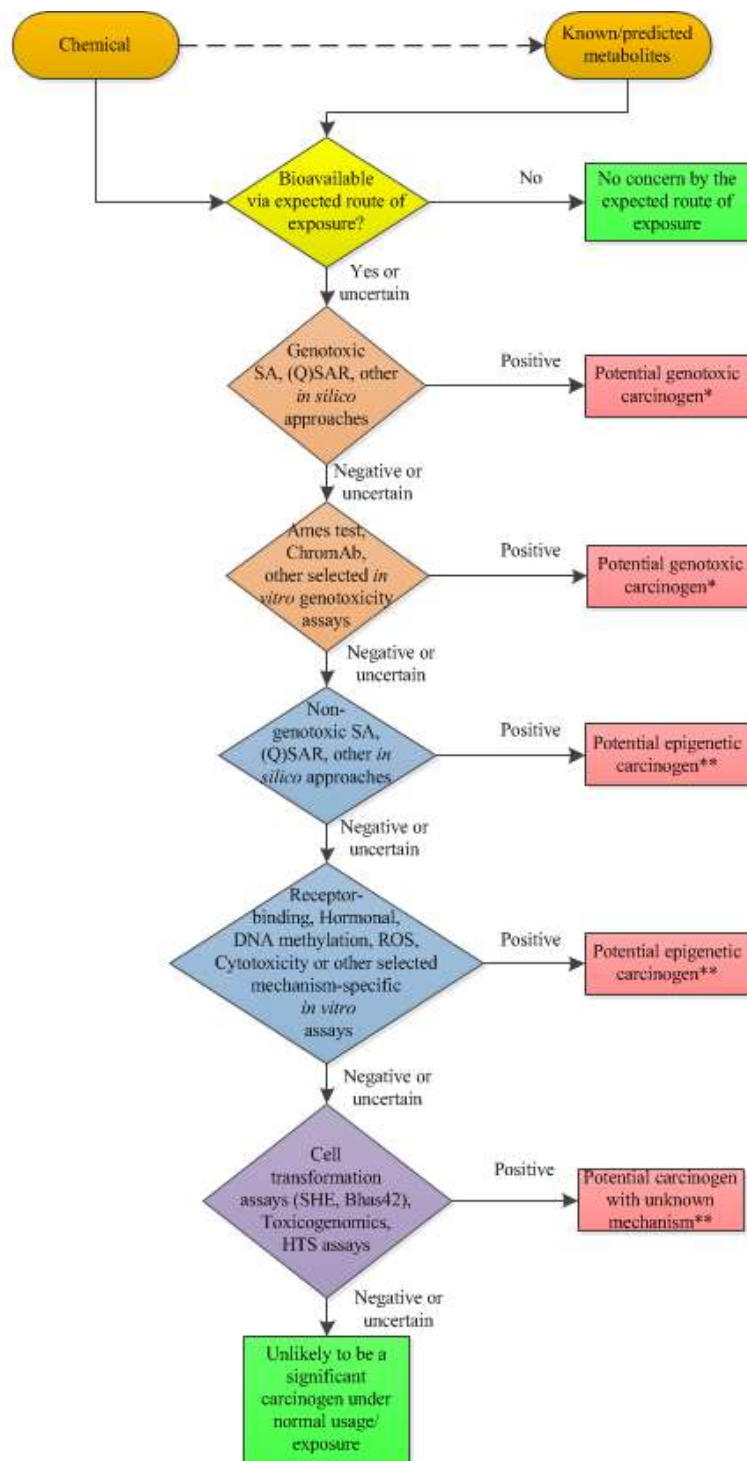 Chemical
Known/predicted
metabolites
Bioavailable
via expected route of
exposure?
No
No concern by the
expected route of
exposure
Yes or
uncertain
Genotoxic
SA, (Q)SAR, other
in silico
approaches
Positive
Potential genotoxic
carcinogen*
Negative or
uncertain
Ames test,
ChromAb,
other selected in
vitro genotoxicity
assays
Positive
Potential genotoxic
carcinogen*
Negative or
uncertain
Non-
genotoxic SA,
(Q)SAR, other in
silico approaches
Positive
Potential epigenetic
carcinogen**
Negative or
uncertain
Receptor-
binding, Hormonal,
DNA methylation, ROS,
Cytotoxicity or other selected
mechanism-specific
in vitro
assays
Positive
Potential epigenetic
carcinogen**
Negative or
uncertain
Cell
transformation
assays (SHE, Bhas42),
Toxicogenomics,
HTS assays
Positive
Potential carcinogen
with unknown
mechanism**
Negative or
uncertain
Unlikely to be a
significant
carcinogen under
normal usage/
exposure